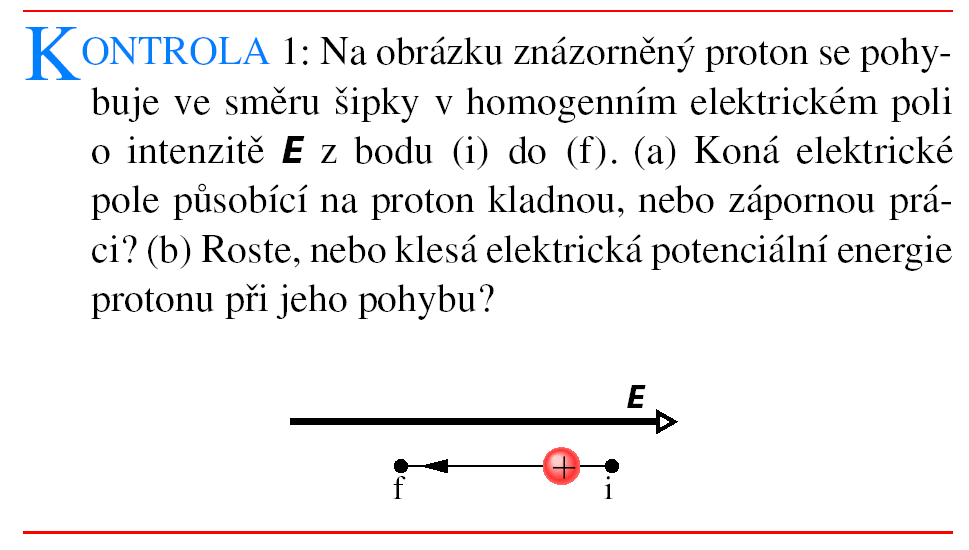 KONTROLA 1: Na obrázku znázorněný proton se pohy-
buje ve směru šipky v homogenním elektrickém poli
o intenzitě E z bodu (i) do (f). (a) Koná elektrické
pole působící na proton kladnou, nebo zápornou prá-
ci? (b) Roste, nebo klesá elektrická potenciální energie
protonu při jeho pohybu?
E
+
f i